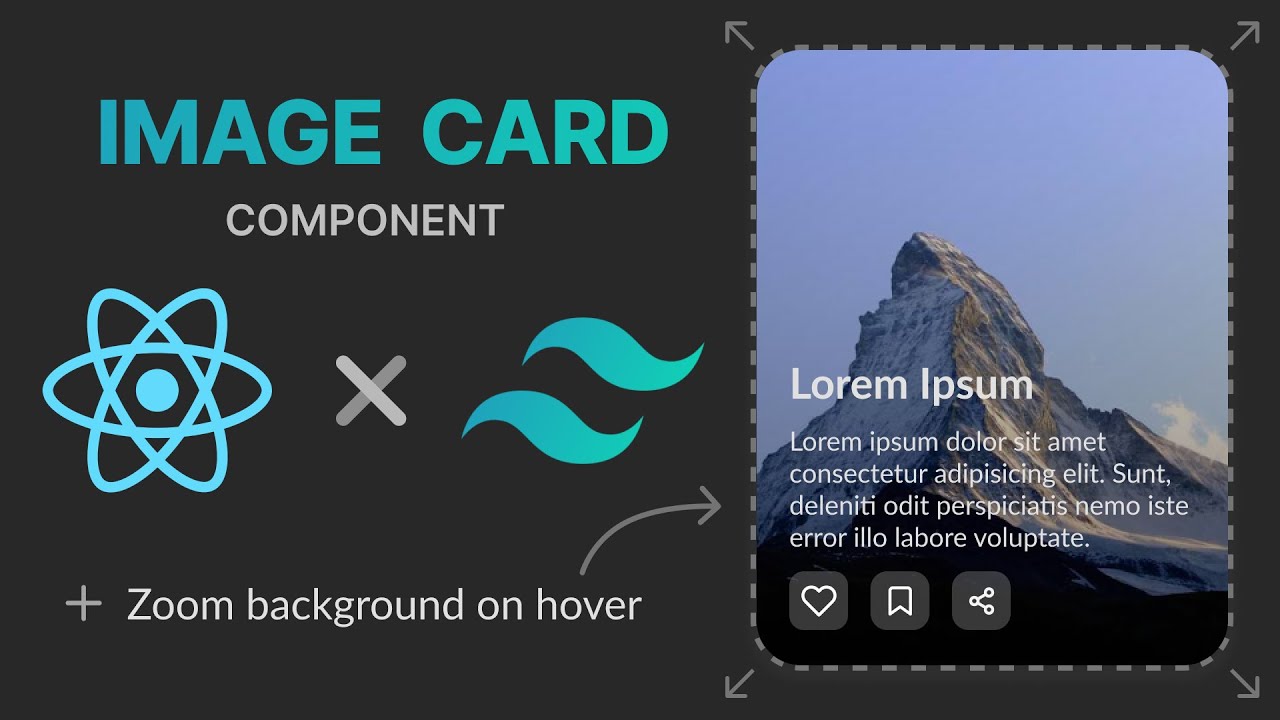 IMAGE CARD
COMPONENT
+ Zoom background on hover
Lorem Ipsum
Lorem ipsum dolor sit amet
consectetur adipisicing elit. Sunt,
deleniti odit perspiciatis nemo iste
error illo labore voluptate.